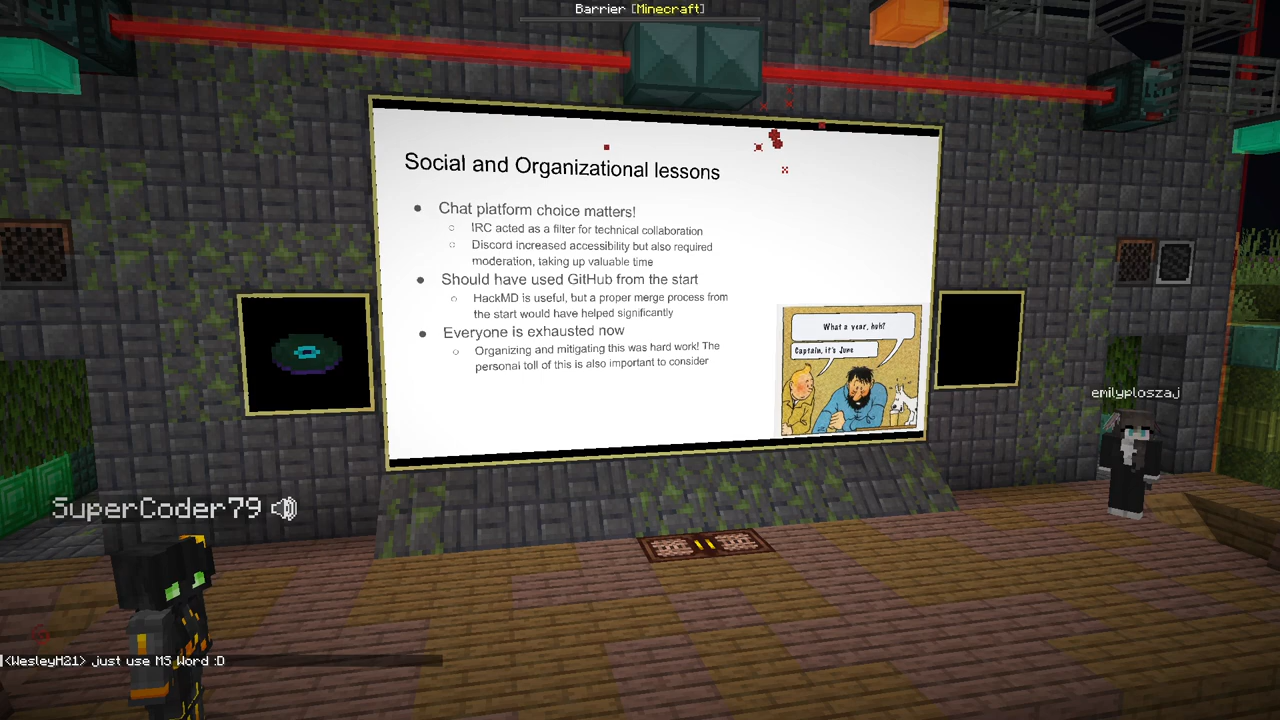 Barrier [Minecraft]
Social and Organizational lessons
Chat platform choice matters!
IRC acted as a filter for technical collaboration
Discord increased accessibility but also required
moderation, taking up valuable time
Should have used GitHub from the start
HackMD is useful, but a proper merge process from
the start would have helped significantly
Everyone is exhausted now
Organizing and mitigating this was hard work! The
personal toll of this is also important to consider
What a year, huh?
Captain, it's June
emilyploszaj
SuperCoder79
<WesleyH21> just use MS Word :D